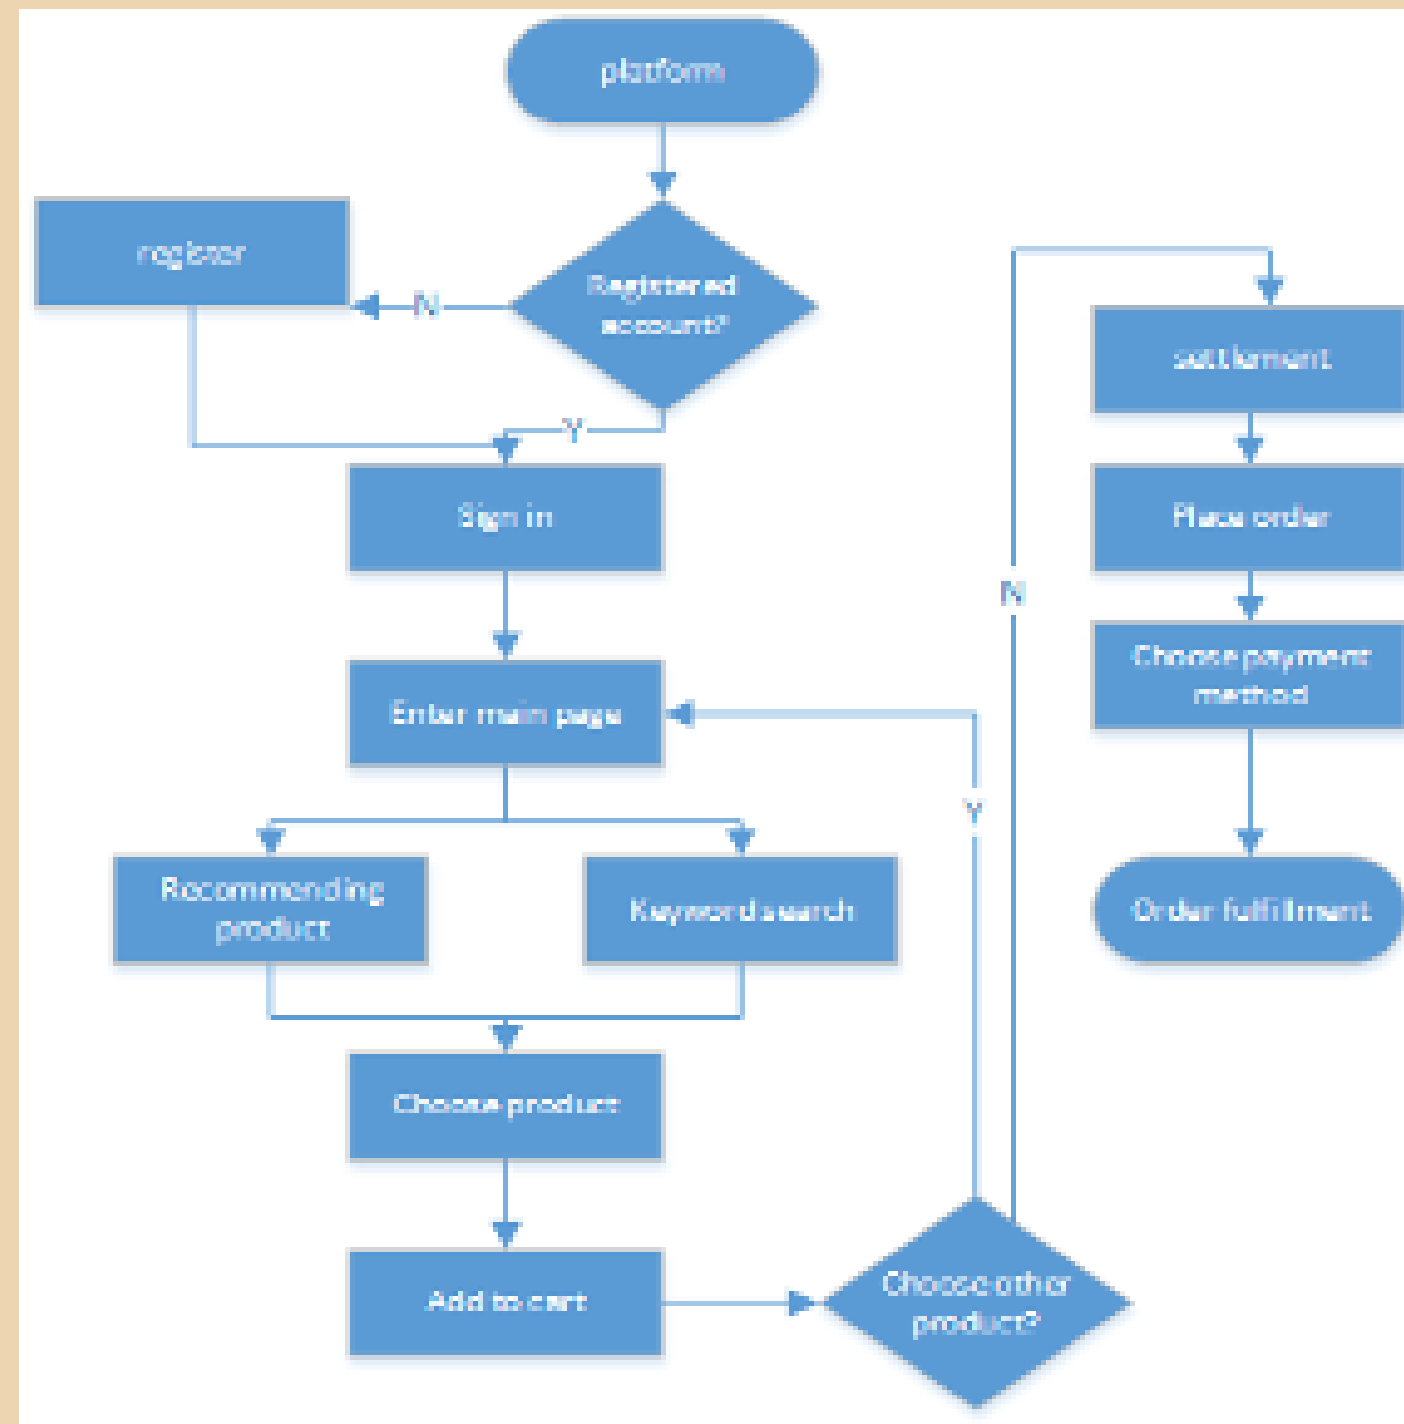 platform
register
N
Registered
account?
Y
Sign in
Enter main page
Recommending
product
Keyword search
Choose product
Add to cart
Choose other
product?
Y
N
settlement
Place order
Choose payment
method
Order fulfillment